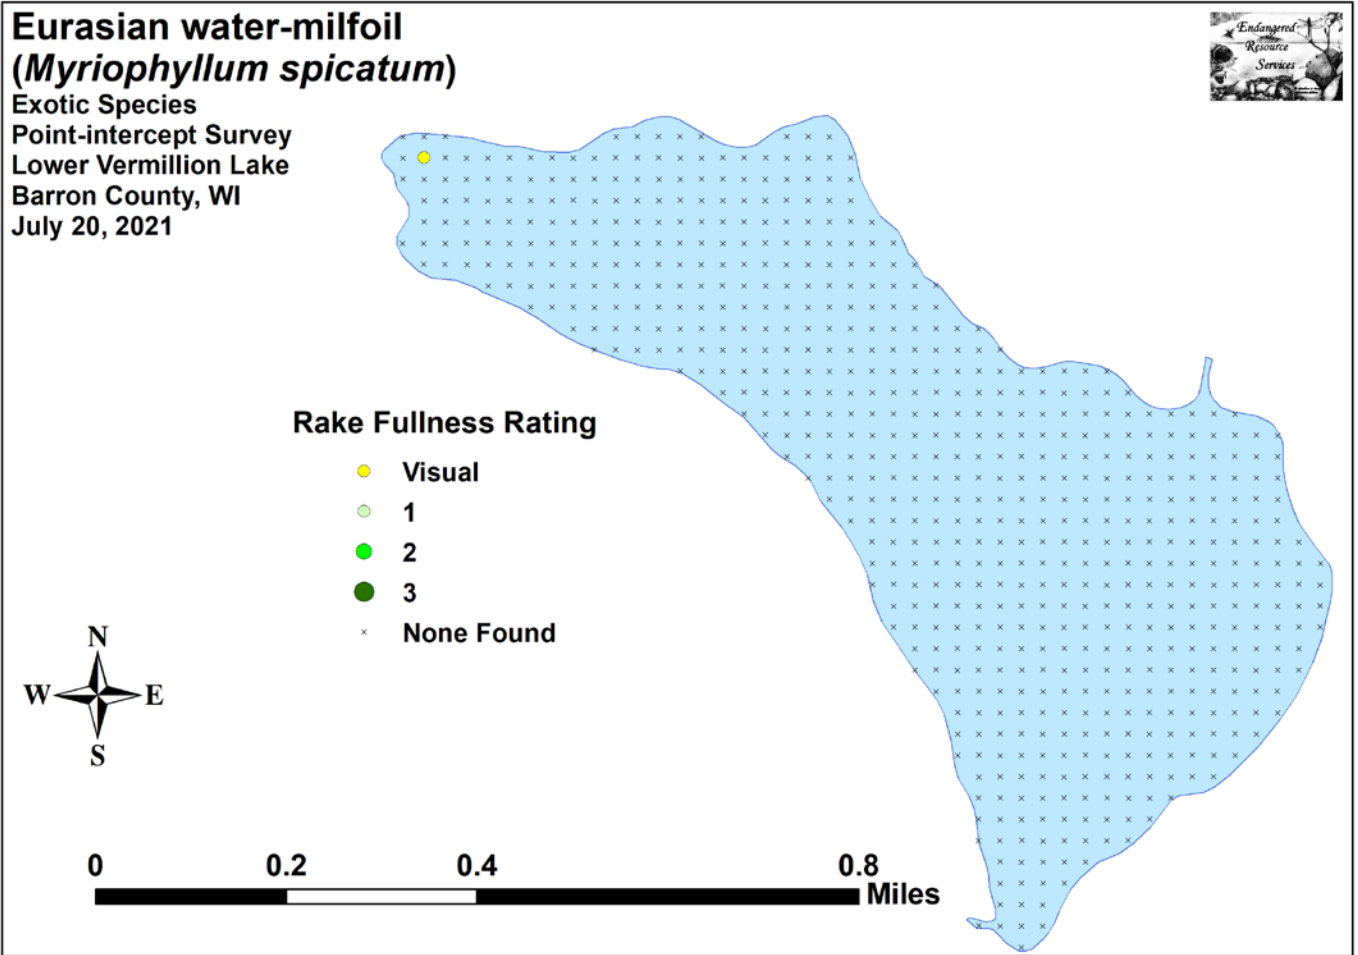 Eurasian water-milfoil
(Myriophyllum spicatum)
Exotic Species
Point-intercept Survey
Lower Vermillion Lake
Barron County, WI
July 20, 2021
Endangered
Resource
Services
Rake Fullness Rating
Visual
1
2
3
None Found
N
W E
S
0 0.2 0.4 0.8
Miles